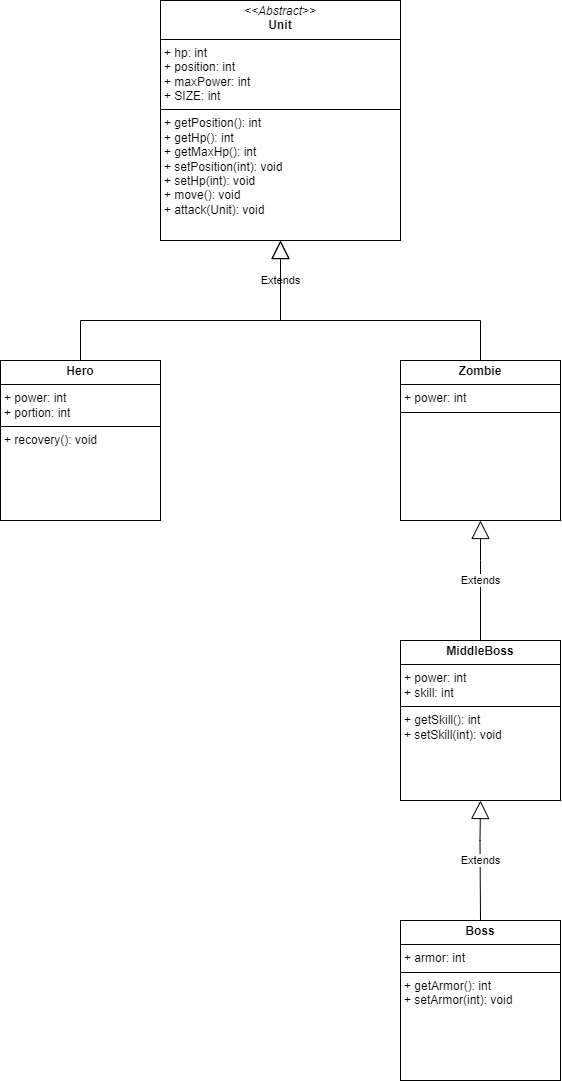 <<Abstract>>
Unit
+ hp: int
+ position: int
+ maxPower: int
+ SIZE: int
+ getPosition(): int
+ getHp(): int
+ getMaxHp(): int
+ setPosition(int): void
+ setHp(int): void
+ move(): void
+ attack(Unit): void
Extends
Hero
+ power: int
+ portion: int
+ recovery(): void
Zombie
+ power: int
Extends
MiddleBoss
+ power: int
+ skill: int
+ getSkill(): int
+ setSkill(int): void
Extends
Boss
+ armor: int
+ getArmor(): int
+ setArmor(int): void